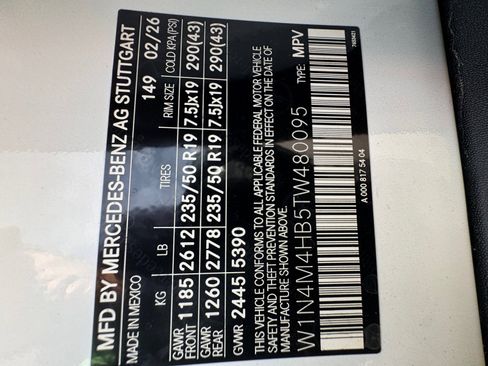 MFD BY MERCEDES-BENZ AG STUTTGART
MADE IN MEXICO 149 02/26
KG LB TIRES RIM SIZE COLD KPA(PSI)
GAWR FRONT 1185 2612 235/50 R19 7.5Jx19 290(43)
GAWR REAR 1260 2778 235/50 R19 7.5Jx19 290(43)
GVWR 2445 5390
THIS VEHICLE CONFORMS TO ALL APPLICABLE FEDERAL MOTOR VEHICLE
SAFETY AND THEFT PREVENTION STANDARDS IN EFFECT ON THE DATE OF
MANUFACTURE SHOWN ABOVE.
TYPE: MPV
W1N4M4HB5TW480095
A 000 817 54 04